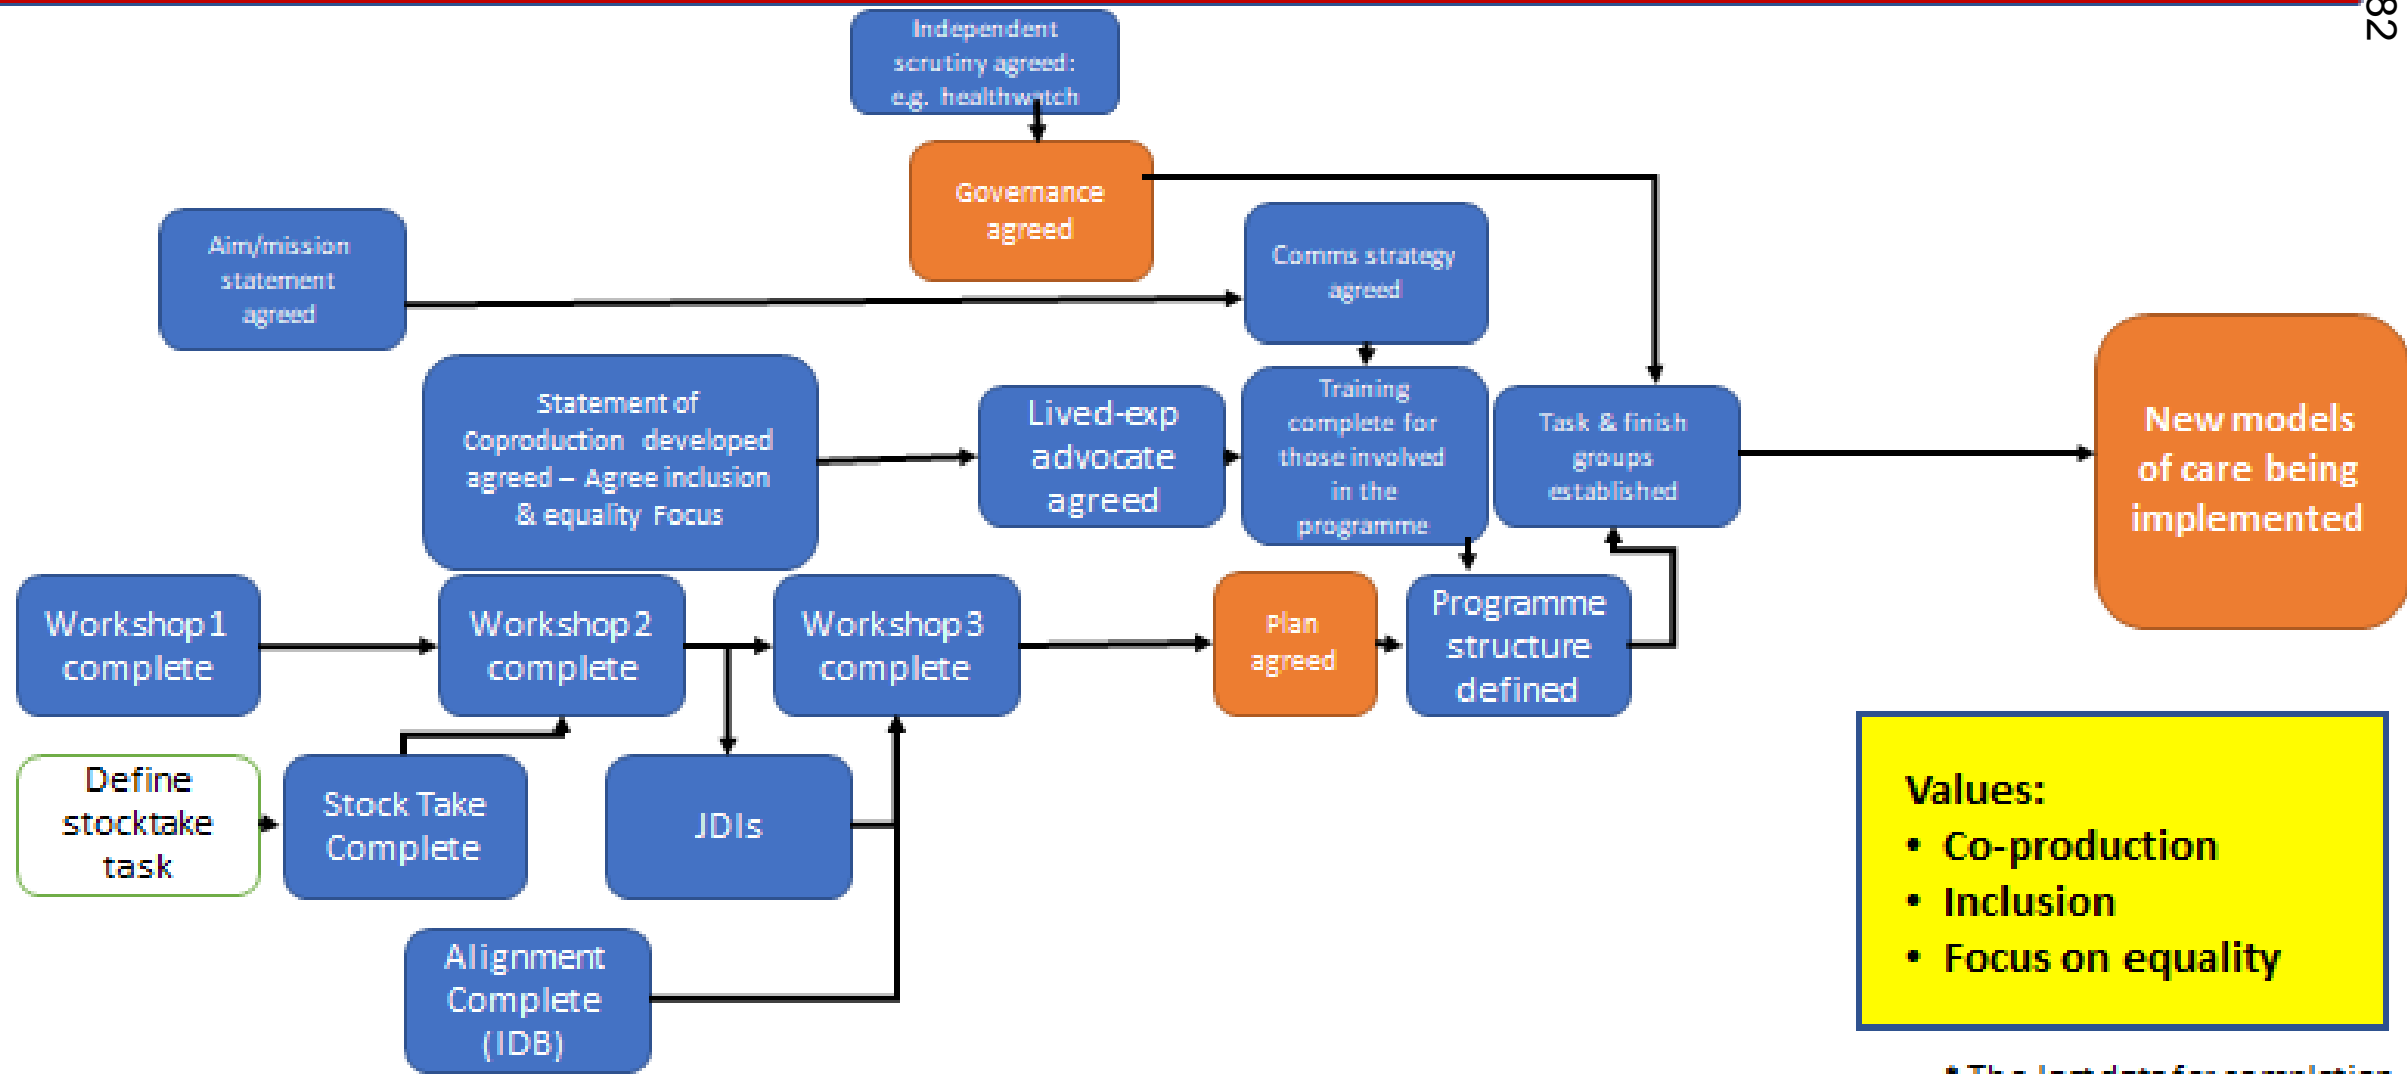 82
Independent
scrutiny agreed:
e.g. healthwatch
Governance
agreed
Aim/mission
statement
agreed
Comms strategy
agreed
Statement of
Coproduction developed
agreed – Agree inclusion
& equality Focus
Lived-exp
advocate
agreed
Training
complete for
those involved
in the
programme
Task & finish
groups
established
New models
of care being
implemented
Workshop 1
complete
Workshop 2
complete
Workshop 3
complete
Plan
agreed
Programme
structure
defined
Define
stocktake
task
Stock Take
Complete
JDIs
Alignment
Complete
(IDB)
Values:
• Co-production
• Inclusion
• Focus on equality